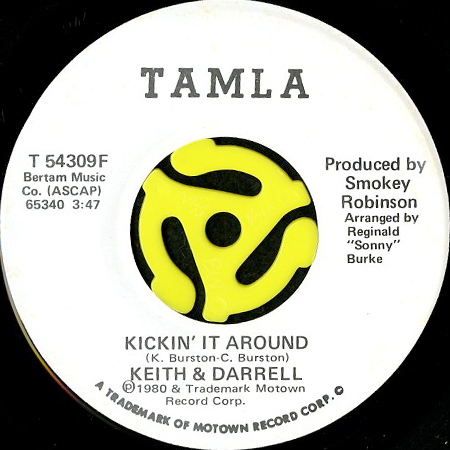 TAMLA
T 54309F
Bertam Music
Co. (ASCAP)
65340 3:47
Produced by
Smokey
Robinson
Arranged by
Reginald
"Sonny"
Burke
KICKIN' IT AROUND
(K. Burston-C. Burston)
KEITH & DARRELL
℗1980 & Trademark Motown
Record Corp.
A TRADEMARK OF MOTOWN RECORD CORP. ©